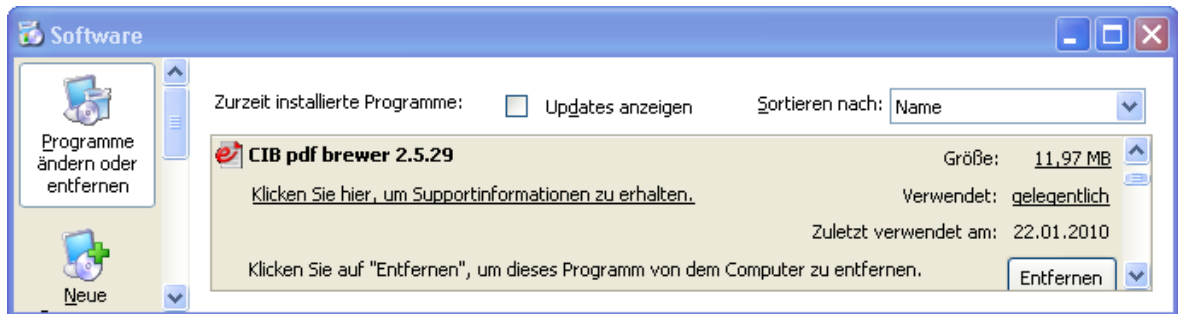 Software
Programme
ändern oder
entfernen
Neue
Zurzeit installierte Programme:
Updates anzeigen
Sortieren nach:
Name
CIB pdf brewer 2.5.29
Größe:
11,97 MB
Klicken Sie hier, um Supportinformationen zu erhalten.
Verwendet:
gelegentlich
Zuletzt verwendet am:
22.01.2010
Klicken Sie auf "Entfernen", um dieses Programm von dem Computer zu entfernen.
Entfernen